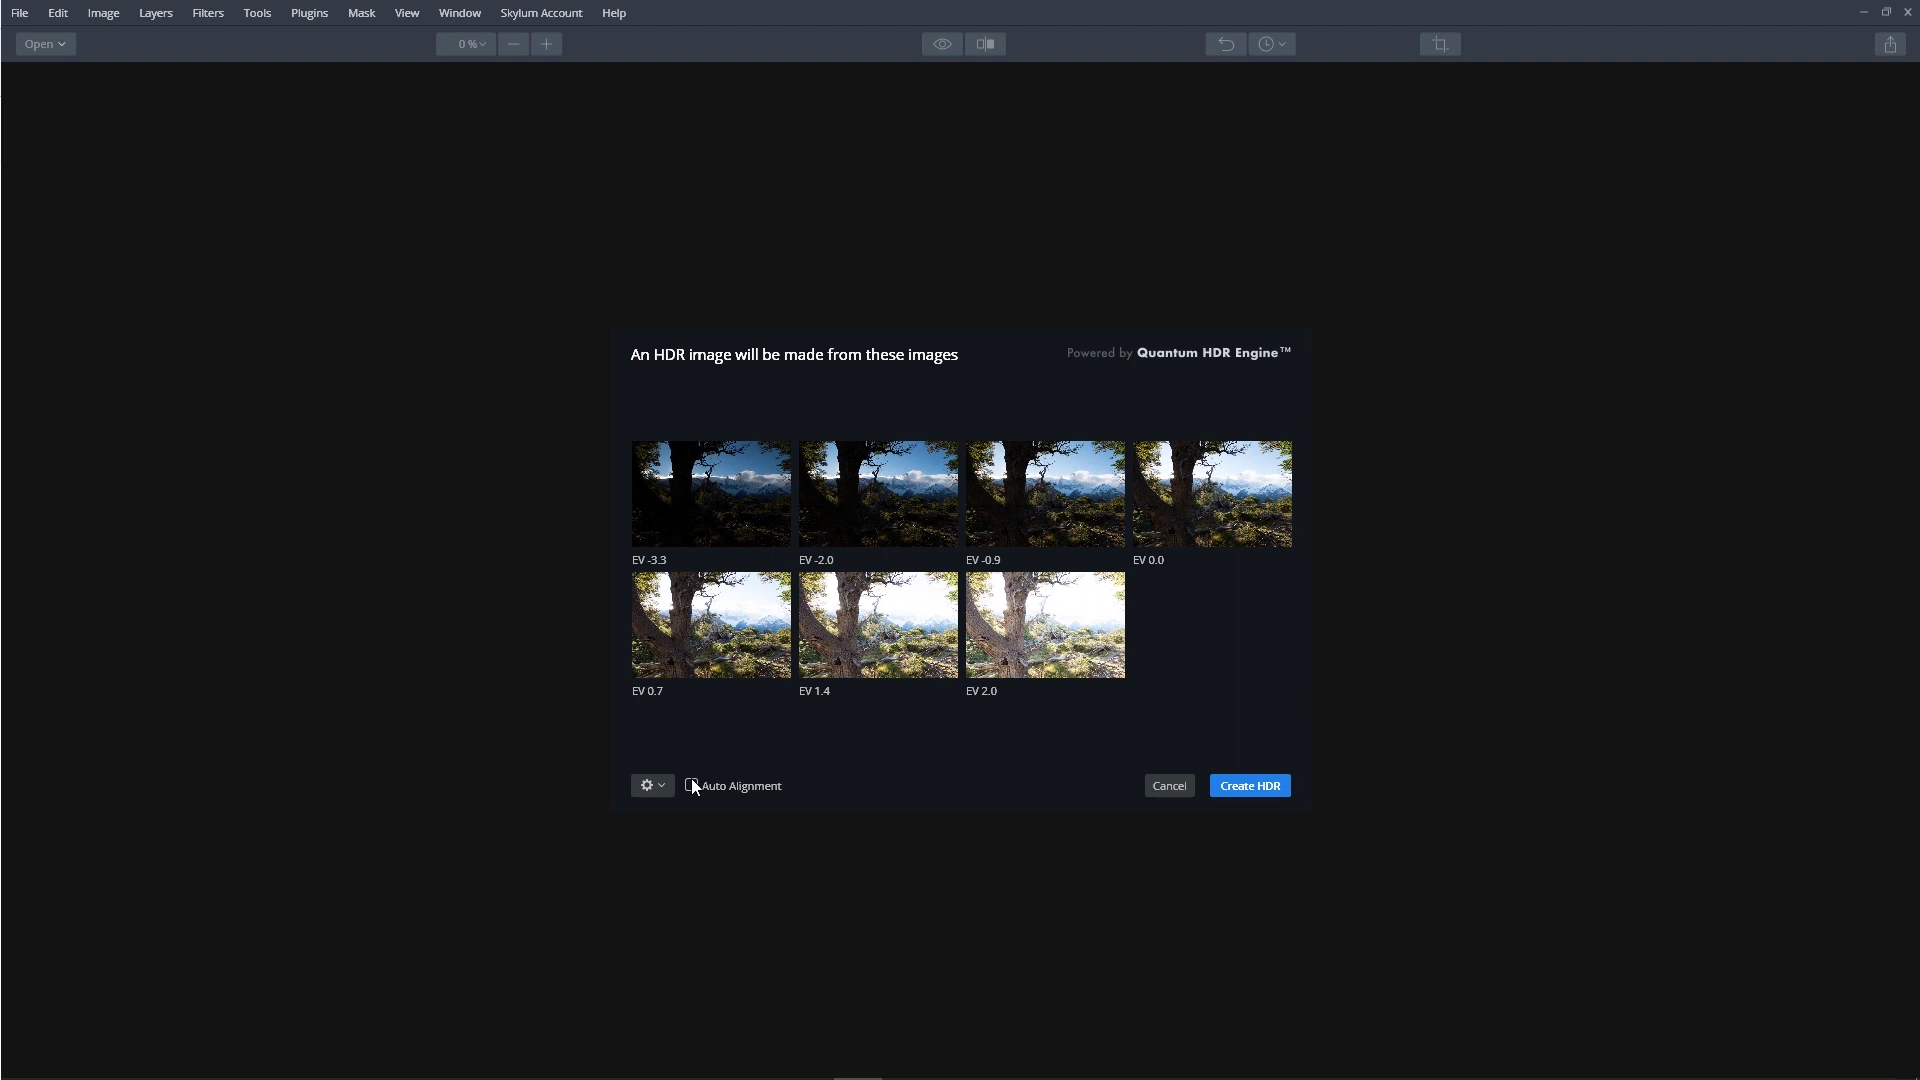 File Edit Image Layers Filters Tools Plugins Mask View Window Skylum Account Help
Open 0 %
An HDR image will be made from these images Powered by Quantum HDR Engine™
EV -3.3 EV -2.0 EV -0.9 EV 0.0
EV 0.7 EV 1.4 EV 2.0
Auto Alignment Cancel Create HDR